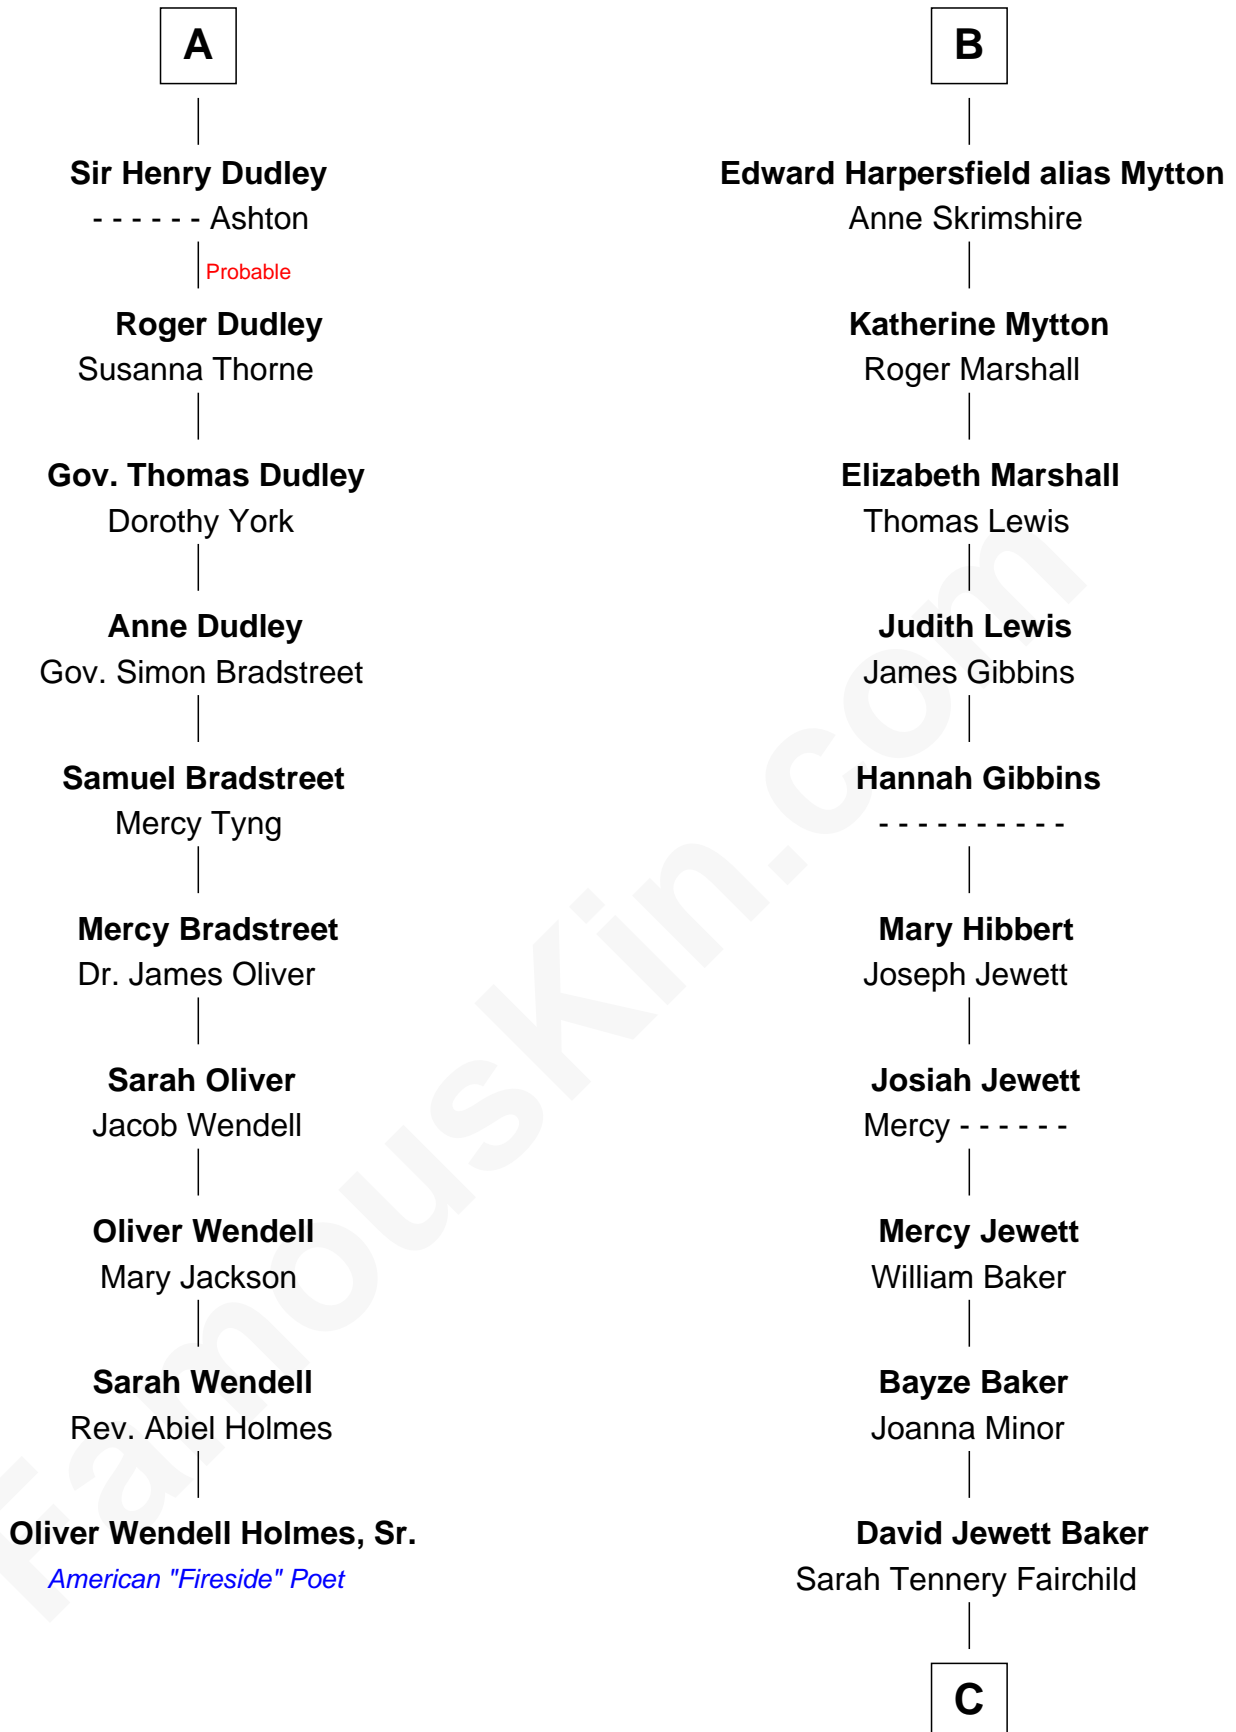 A
Sir Henry Dudley
- - - - - - Ashton
Probable
Roger Dudley
Susanna Thorne
Gov. Thomas Dudley
Dorothy York
Anne Dudley
Gov. Simon Bradstreet
Samuel Bradstreet
Mercy Tyng
Mercy Bradstreet
Dr. James Oliver
Sarah Oliver
Jacob Wendell
Oliver Wendell
Mary Jackson
Sarah Wendell
Rev. Abiel Holmes
Oliver Wendell Holmes, Sr.
American "Fireside" Poet
B
Edward Harpersfield alias Mytton
Anne Skrimshire
Katherine Mytton
Roger Marshall
Elizabeth Marshall
Thomas Lewis
Judith Lewis
James Gibbins
Hannah Gibbins
- - - - - - - - - -
Mary Hibbert
Joseph Jewett
Josiah Jewett
Mercy - - - - - -
Mercy Jewett
William Baker
Bayze Baker
Joanna Minor
David Jewett Baker
Sarah Tennery Fairchild
C
FamousKin.com